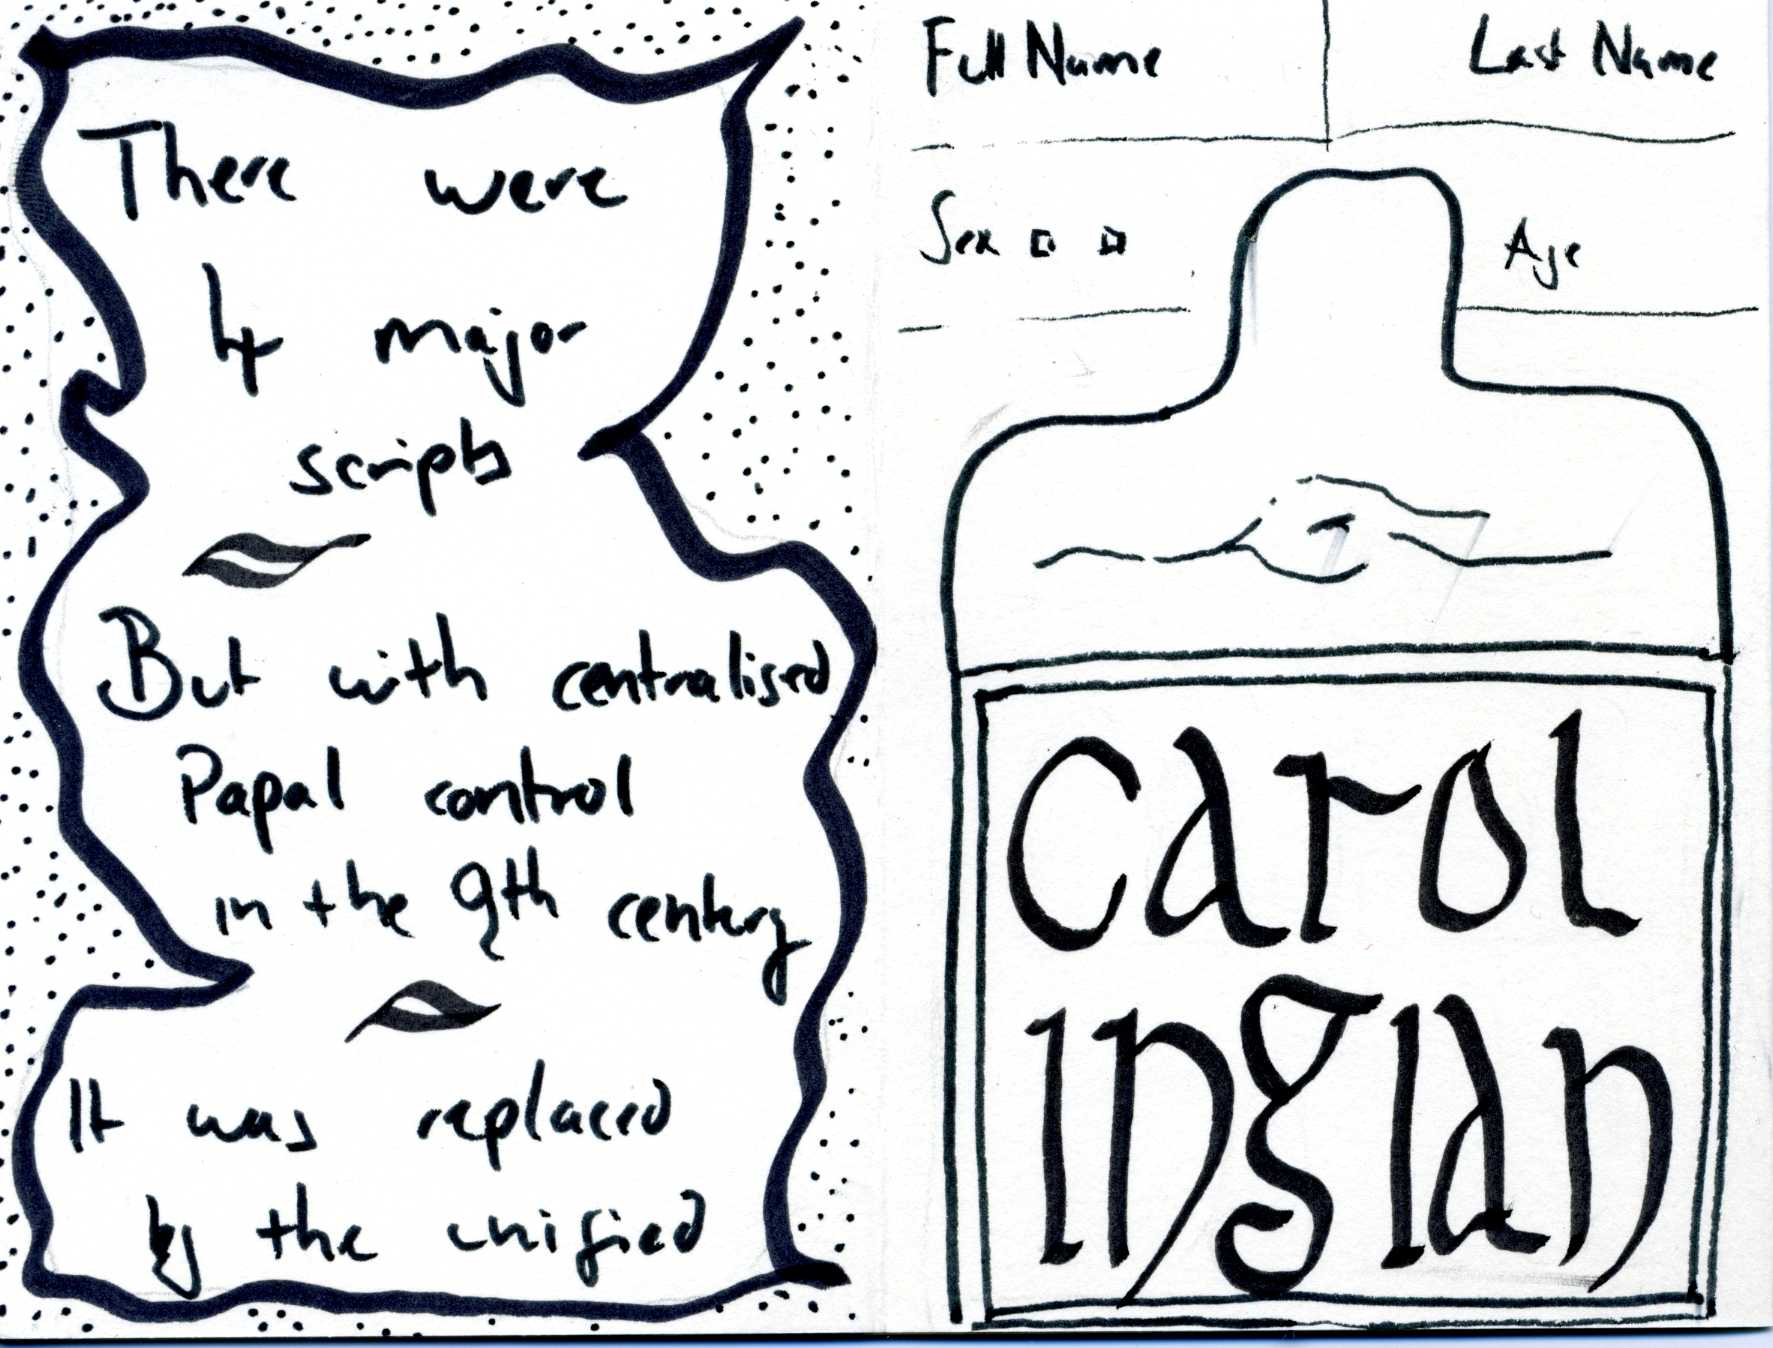 There were
4 major
scripts
But with centralised
Papal control
in the 9th century
It was replaced
by the unified
Full Name
Last Name
Sex
Age
carol
ingian